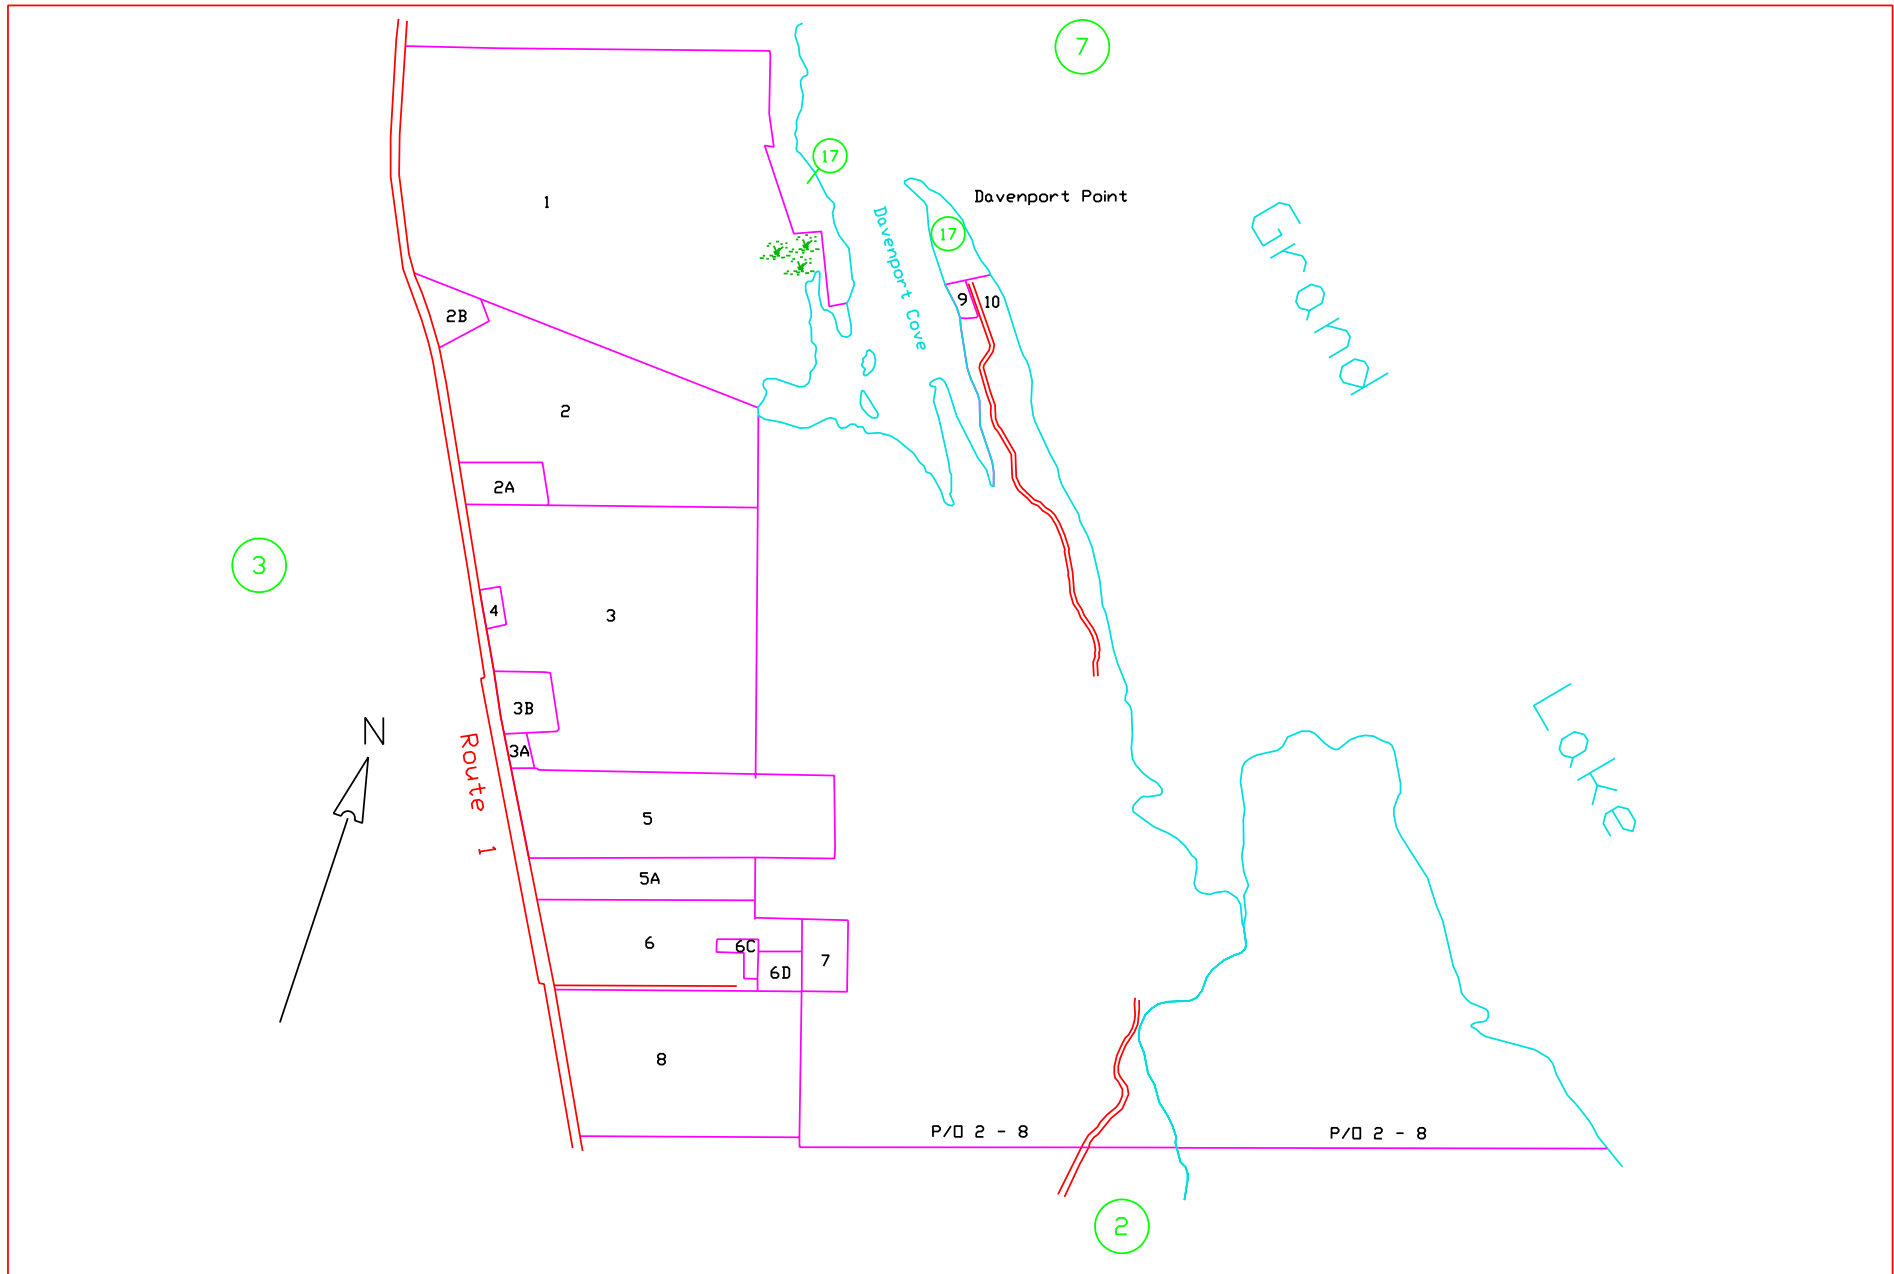 7
17
1
Davenport Point
17
Davenport Cove
Grand
9
10
2B
2
2A
3
4
3
3B
3A
N
Route 1
Lake
5
5A
6
6C
6D
7
8
P/O 2 - 8
P/O 2 - 8
2